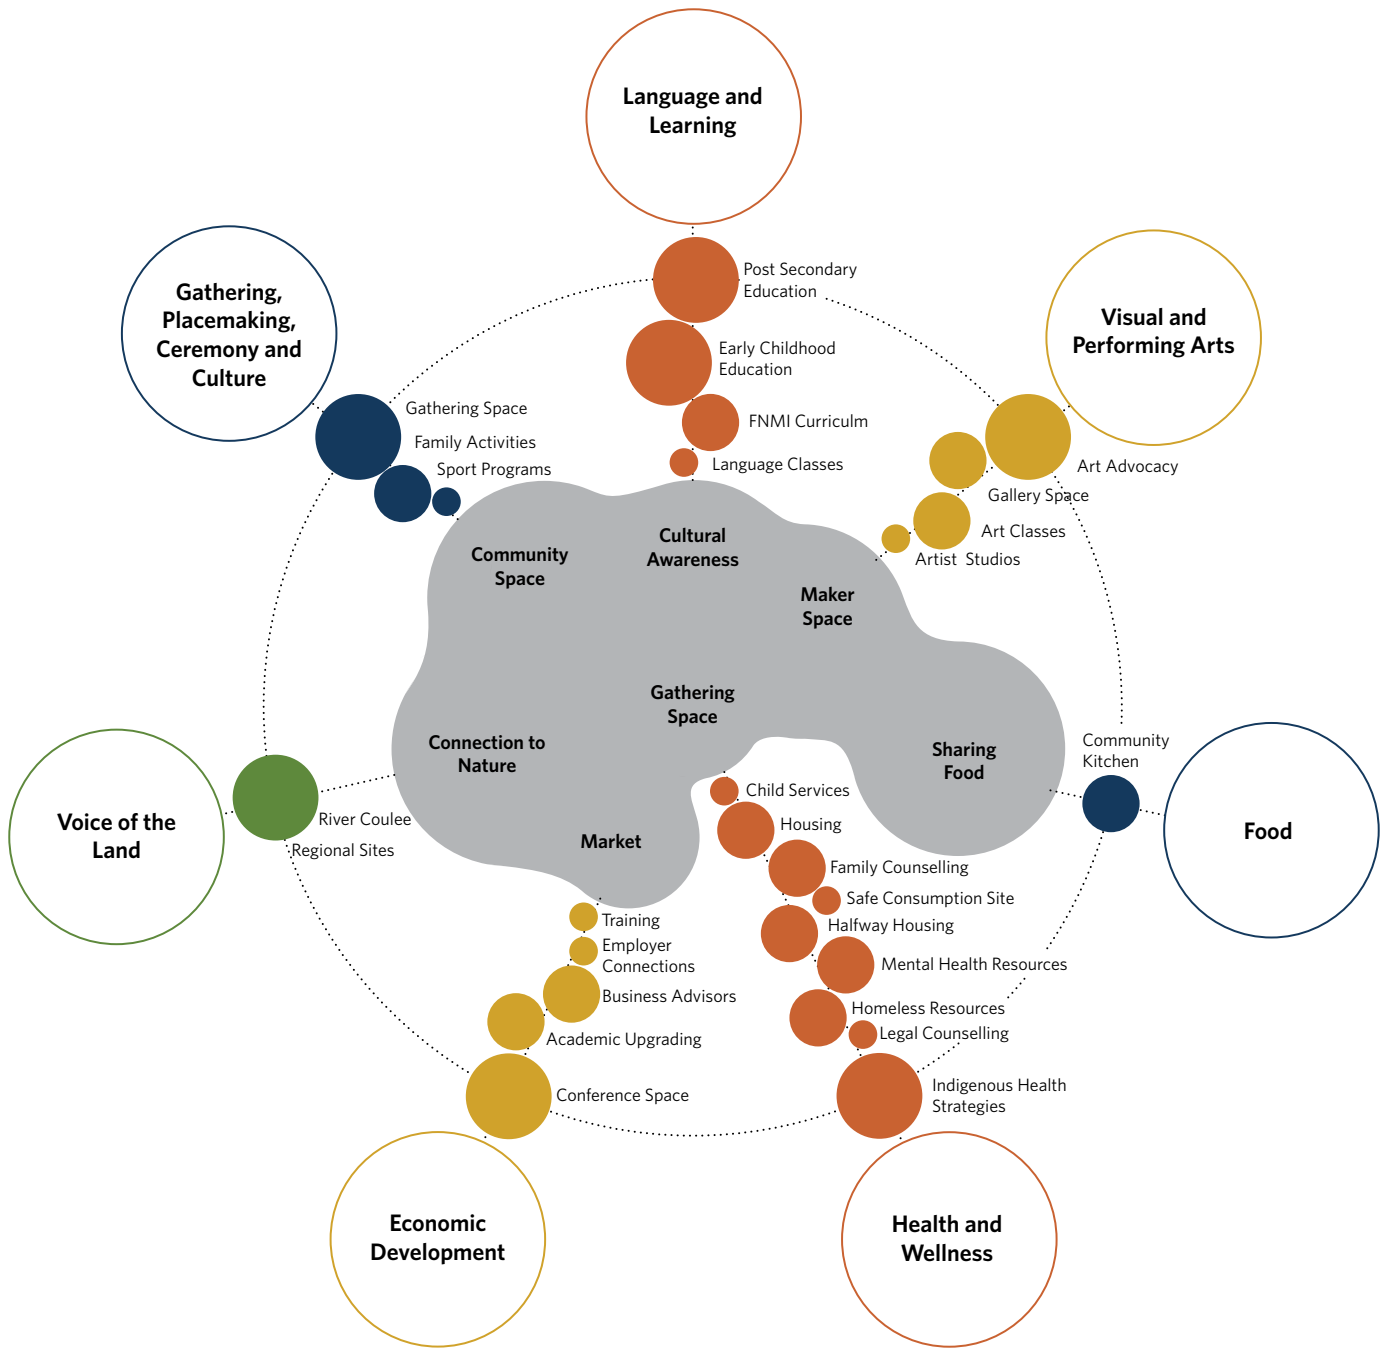 Language and
Learning
Post Secondary
Education
Early Childhood
Education
FNMI Curriculm
Language Classes
Gathering,
Placemaking,
Ceremony and
Culture
Gathering Space
Family Activities
Sport Programs
Visual and
Performing Arts
Art Advocacy
Gallery Space
Art Classes
Artist Studios
Community
Space
Cultural
Awareness
Maker
Space
Gathering
Space
Connection to
Nature
Sharing
Food
Market
Community
Kitchen
Food
Voice of the
Land
River Coulee
Regional Sites
Child Services
Housing
Family Counselling
Safe Consumption Site
Halfway Housing
Mental Health Resources
Homeless Resources
Legal Counselling
Indigenous Health
Strategies
Training
Employer
Connections
Business Advisors
Academic Upgrading
Conference Space
Economic
Development
Health and
Wellness